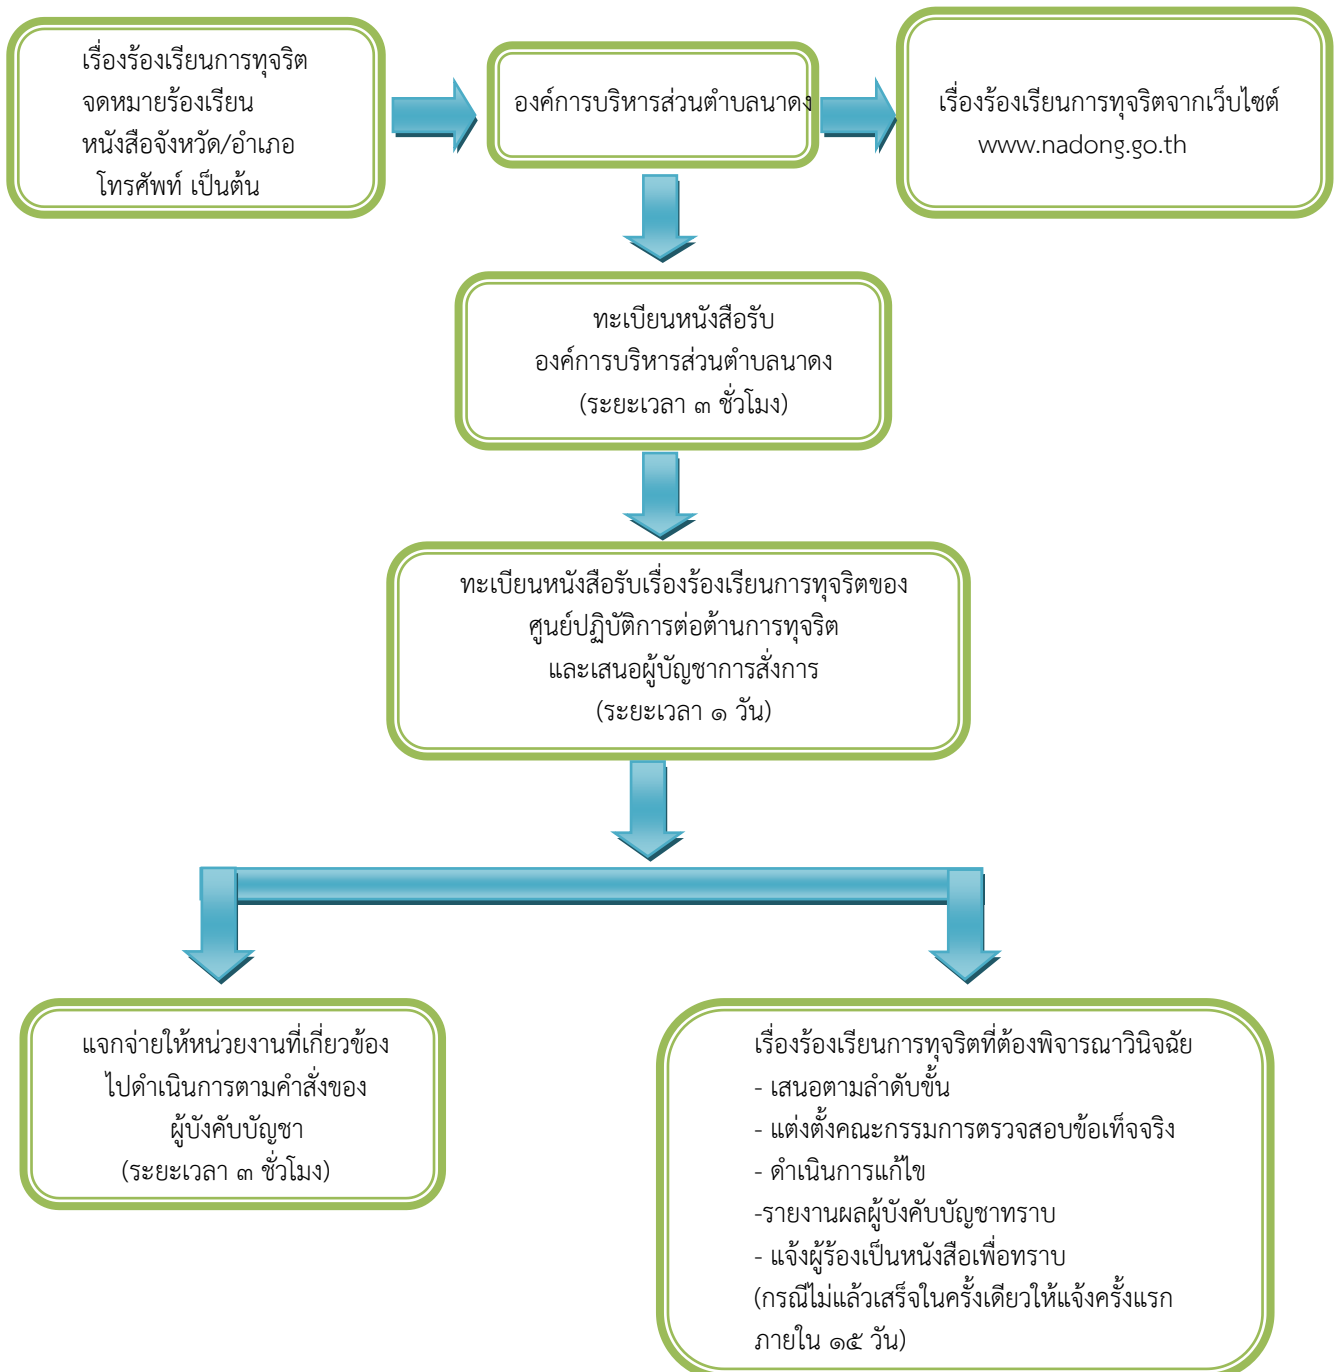 เรื่องร้องเรียนการทุจริต
จดหมายร้องเรียน
หนังสือจังหวัด/อำเภอ
โทรศัพท์ เป็นต้น
องค์การบริหารส่วนตำบลนาดง
เรื่องร้องเรียนการทุจริตจากเว็บไซต์
www.nadong.go.th
ทะเบียนหนังสือรับ
องค์การบริหารส่วนตำบลนาดง
(ระยะเวลา ๓ ชั่วโมง)
ทะเบียนหนังสือรับเรื่องร้องเรียนการทุจริตของ
ศูนย์ปฏิบัติการต่อต้านการทุจริต
และเสนอผู้บัญชาการสั่งการ
(ระยะเวลา ๑ วัน)
แจกจ่ายให้หน่วยงานที่เกี่ยวข้อง
ไปดำเนินการตามคำสั่งของ
ผู้บังคับบัญชา
(ระยะเวลา ๓ ชั่วโมง)
เรื่องร้องเรียนการทุจริตที่ต้องพิจารณาวินิจฉัย
- เสนอตามลำดับขั้น
- แต่งตั้งคณะกรรมการตรวจสอบข้อเท็จจริง
- ดำเนินการแก้ไข
-รายงานผลผู้บังคับบัญชาทราบ
- แจ้งผู้ร้องเป็นหนังสือเพื่อทราบ
(กรณีไม่แล้วเสร็จในครั้งเดียวให้แจ้งครั้งแรก
ภายใน ๑๕ วัน)